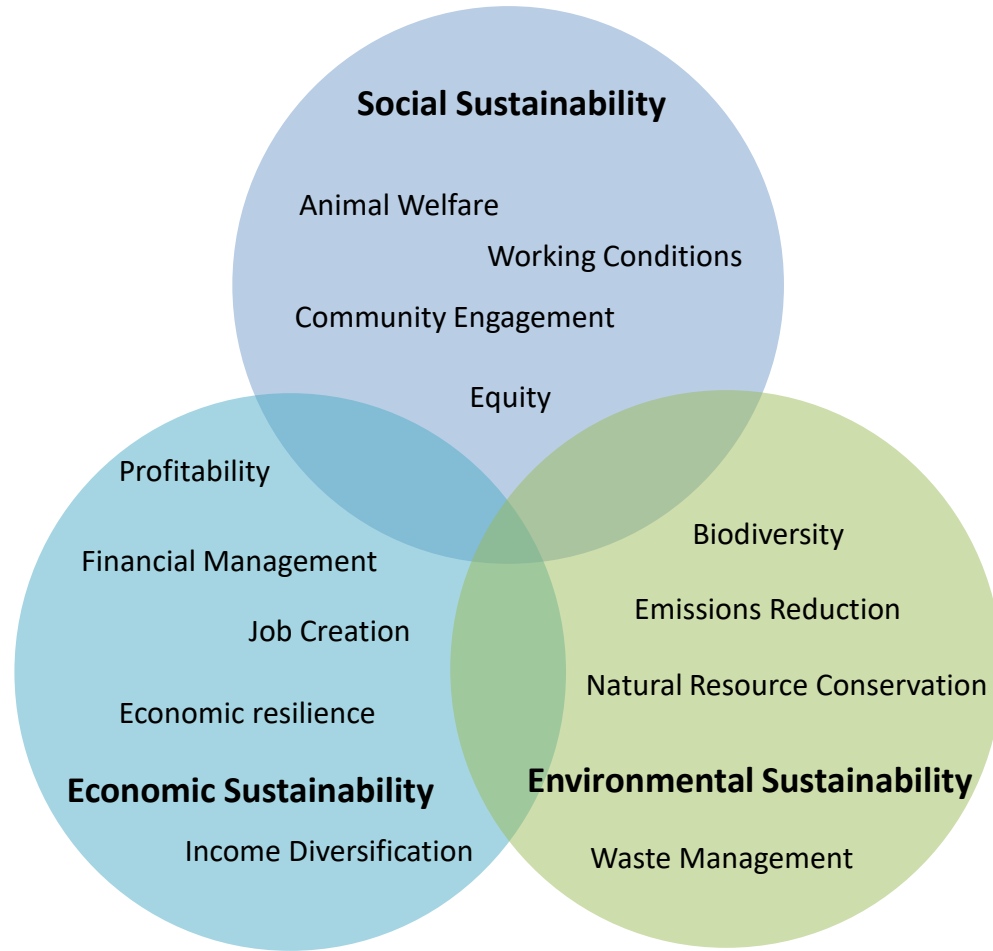 Social Sustainability
Animal Welfare
Working Conditions
Community Engagement
Equity
Profitability
Financial Management
Job Creation
Economic resilience
Economic Sustainability
Income Diversification
Biodiversity
Emissions Reduction
Natural Resource Conservation
Environmental Sustainability
Waste Management